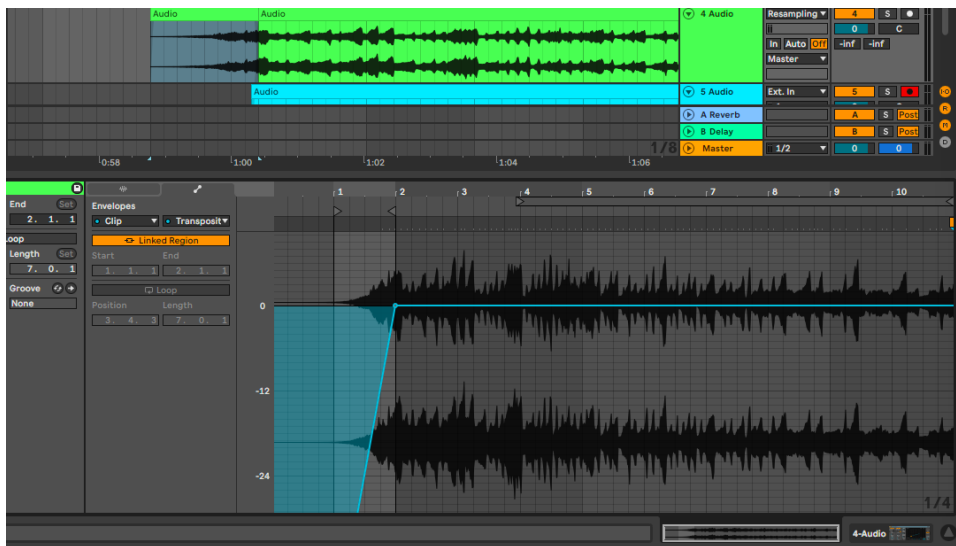 Audio
Audio
4 Audio
Resampling
4
S
0
C
In
Auto
Off
-inf
-inf
Master
Audio
5 Audio
Ext. In
5
S
A Reverb
A
S
Post
B Delay
B
S
Post
1/8
Master
1/2
0
0
I·O
R
M
D
0:58
1:00
1:02
1:04
1:06
End
Set
2. 1. 1
Loop
Length
Set
7. 0. 1
Groove
None
Envelopes
Clip
Transposit
Linked Region
Start
End
1. 1. 1
2. 1. 1
Loop
Position
Length
3. 4. 3
7. 0. 1
1
2
3
4
5
6
7
8
9
10
0
-12
-24
1/4
4-Audio